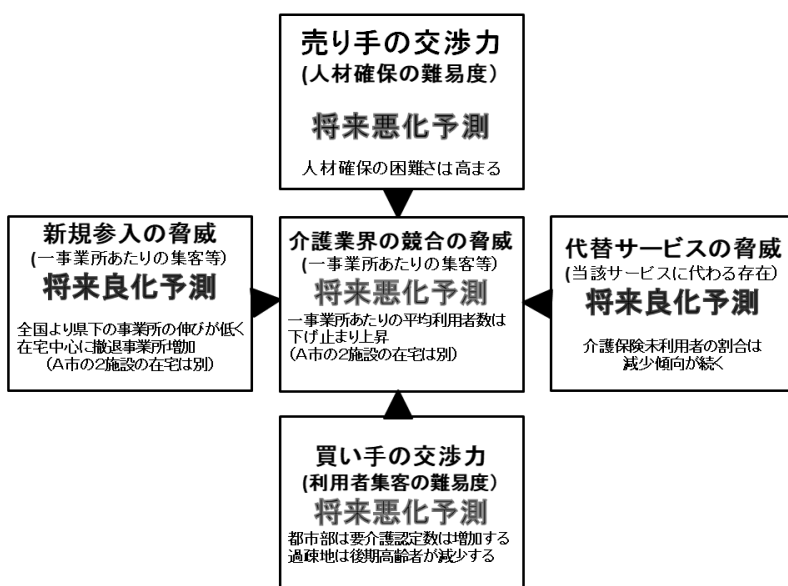 売り手の交渉力
(人材確保の難易度)
将来悪化予測
人材確保の困難さは高まる
新規参入の脅威
(一事業所あたりの集客等)
将来良化予測
全国より県下の事業所の伸びが低く
在宅中心に撤退事業所増加
(A市の2施設の在宅は別)
介護業界の競合の脅威
(一事業所あたりの集客等)
将来悪化予測
一事業所あたりの平均利用者数は
下げ止まり上昇
(A市の2施設の在宅は別)
代替サービスの脅威
(当該サービスに代わる存在)
将来良化予測
介護保険未利用者の割合は
減少傾向が続く
買い手の交渉力
(利用者集客の難易度)
将来悪化予測
都市部は要介護認定数は増加する
過疎地は後期高齢者が減少する